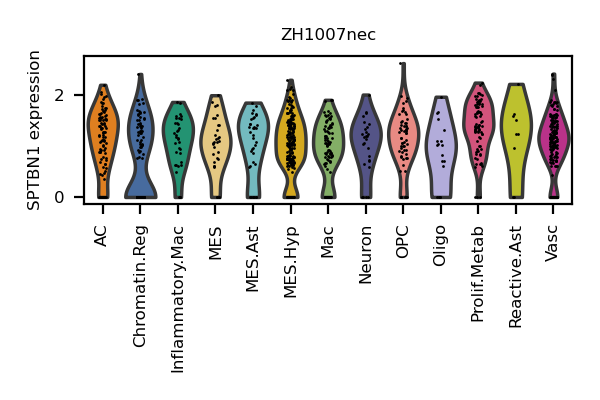 ZH1007nec
SPTBN1 expression
2
0
AC
Chromatin.Reg
Inflammatory.Mac
MES
MES.Ast
MES.Hyp
Mac
Neuron
OPC
Oligo
Prolif.Metab
Reactive.Ast
Vasc